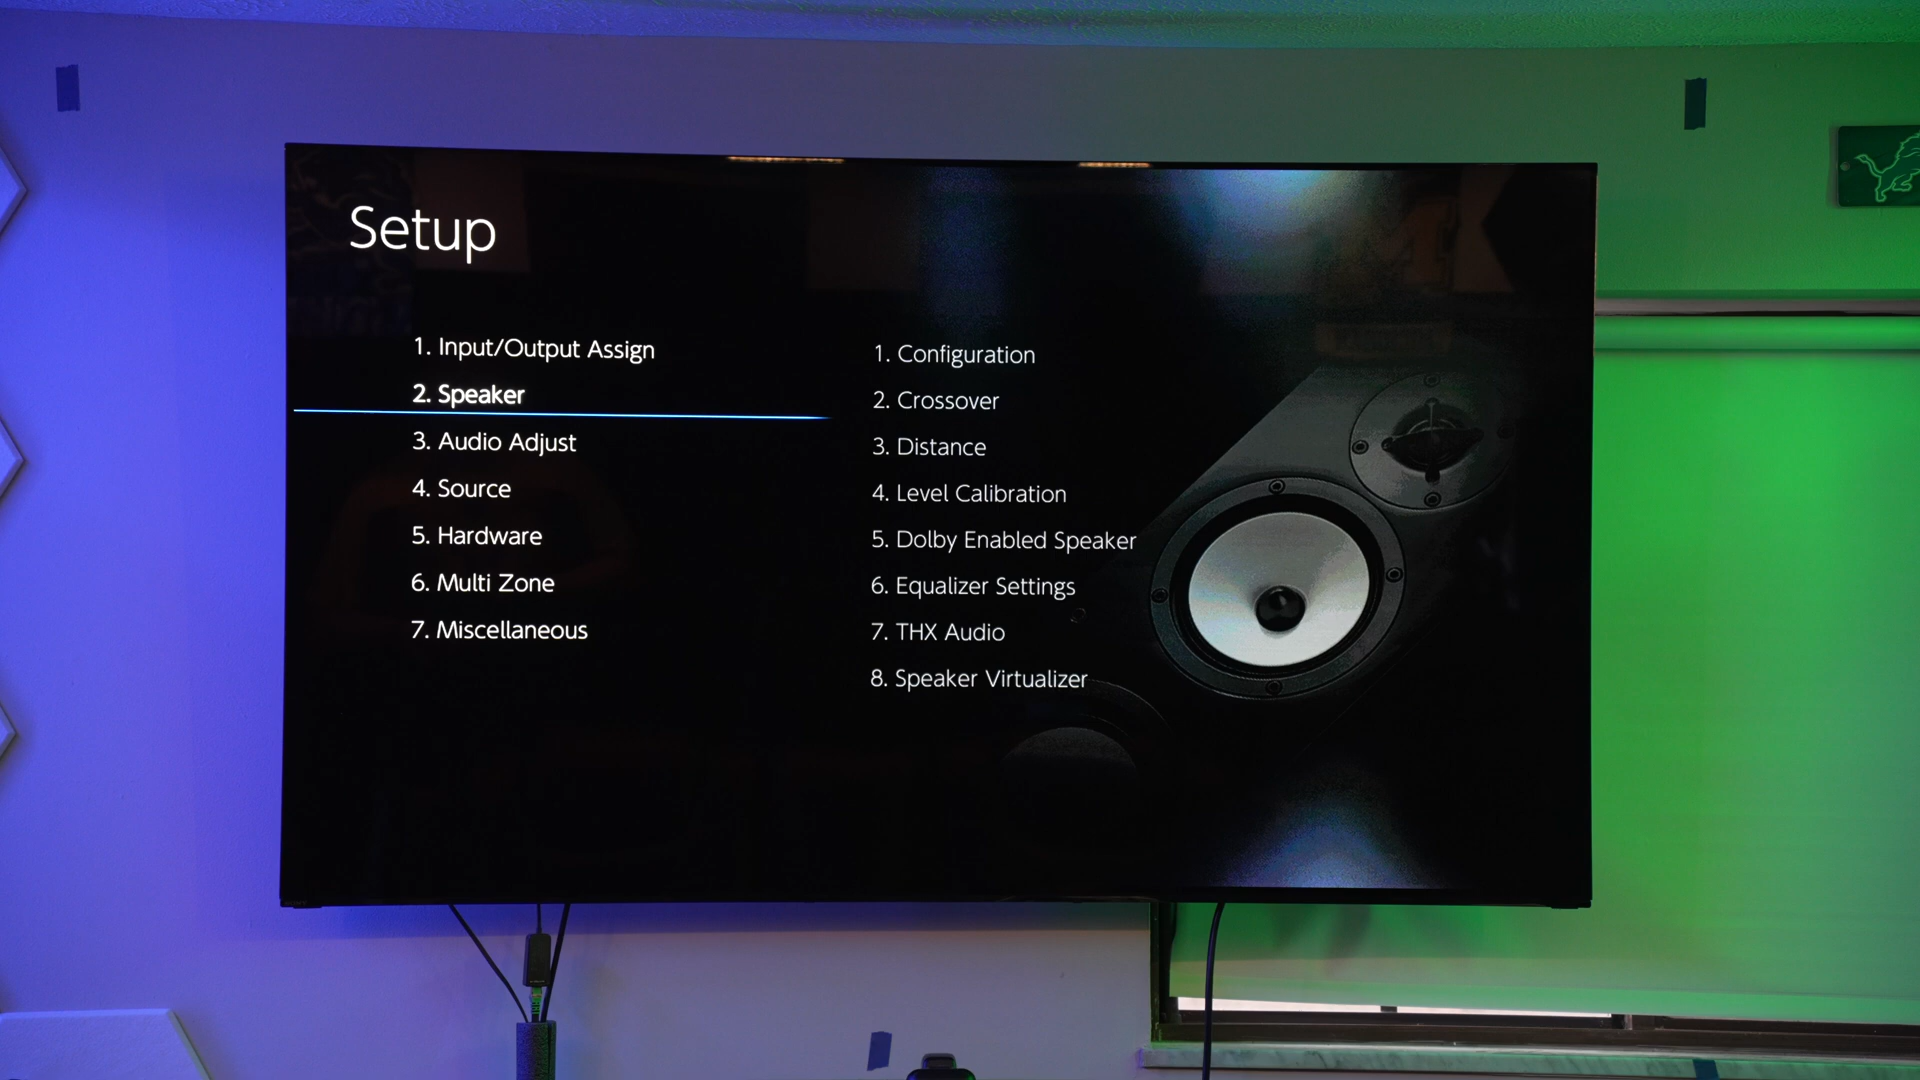 Setup
1. Input/Output Assign
2. Speaker
3. Audio Adjust
4. Source
5. Hardware
6. Multi Zone
7. Miscellaneous
1. Configuration
2. Crossover
3. Distance
4. Level Calibration
5. Dolby Enabled Speaker
6. Equalizer Settings
7. THX Audio
8. Speaker Virtualizer